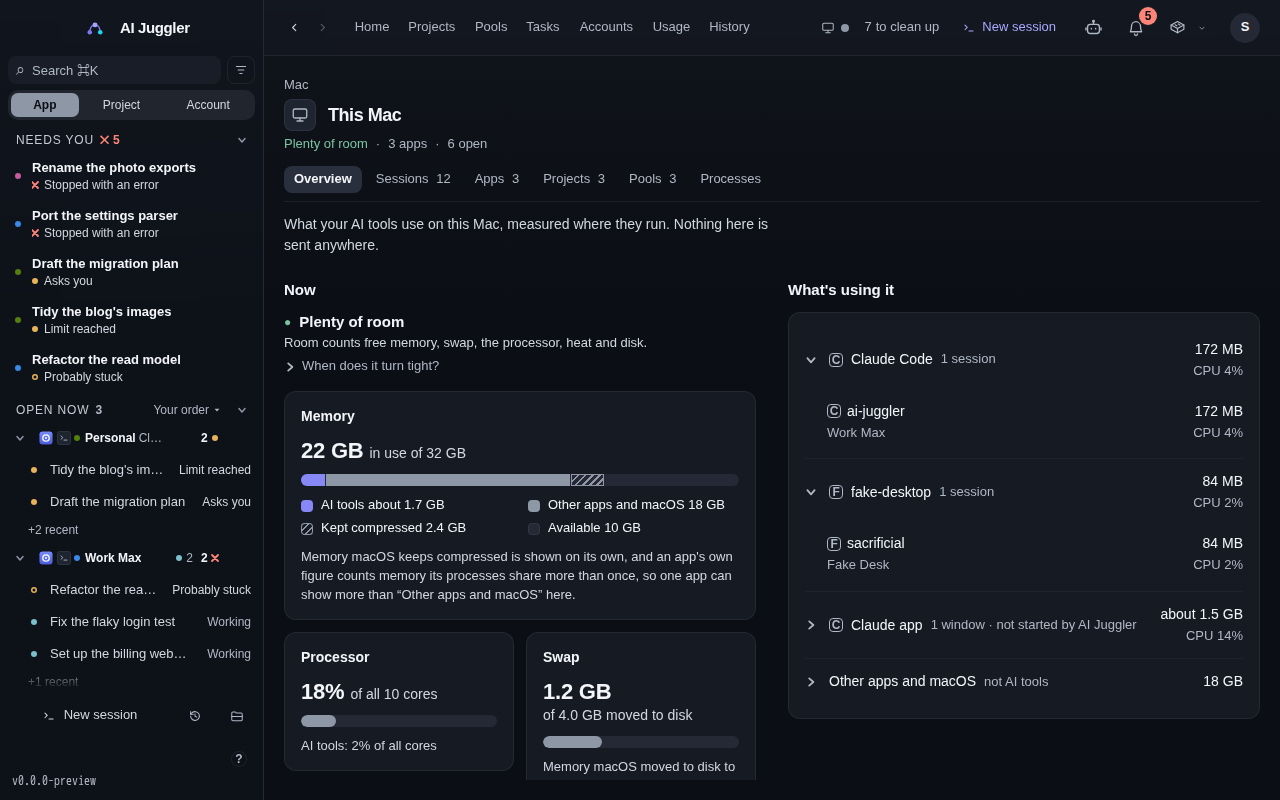 AI Juggler
Search ⌘K
App Project Account
NEEDS YOU 5
Rename the photo exports
Stopped with an error
Port the settings parser
Stopped with an error
Draft the migration plan
Asks you
Tidy the blog's images
Limit reached
Refactor the read model
Probably stuck
OPEN NOW 3 Your order
Personal Cl… 2
Tidy the blog's im… Limit reached
Draft the migration plan Asks you
+2 recent
Work Max 2 2
Refactor the rea… Probably stuck
Fix the flaky login test Working
Set up the billing web… Working
+1 recent
New session
?
v0.0.0-preview
Home Projects Pools Tasks Accounts Usage History 7 to clean up New session 5 S
Mac
This Mac
Plenty of room · 3 apps · 6 open
Overview Sessions 12 Apps 3 Projects 3 Pools 3 Processes
What your AI tools use on this Mac, measured where they run. Nothing here is
sent anywhere.
Now
Plenty of room
Room counts free memory, swap, the processor, heat and disk.
When does it turn tight?
Memory
22 GB in use of 32 GB
AI tools about 1.7 GB Other apps and macOS 18 GB
Kept compressed 2.4 GB Available 10 GB
Memory macOS keeps compressed is shown on its own, and an app's own
figure counts memory its processes share more than once, so one app can
show more than “Other apps and macOS” here.
Processor
18% of all 10 cores
AI tools: 2% of all cores
Swap
1.2 GB
of 4.0 GB moved to disk
Memory macOS moved to disk to
What's using it
C Claude Code 1 session 172 MB
CPU 4%
C ai-juggler 172 MB
Work Max CPU 4%
F fake-desktop 1 session 84 MB
CPU 2%
F sacrificial 84 MB
Fake Desk CPU 2%
C Claude app 1 window · not started by AI Juggler about 1.5 GB
CPU 14%
Other apps and macOS not AI tools 18 GB